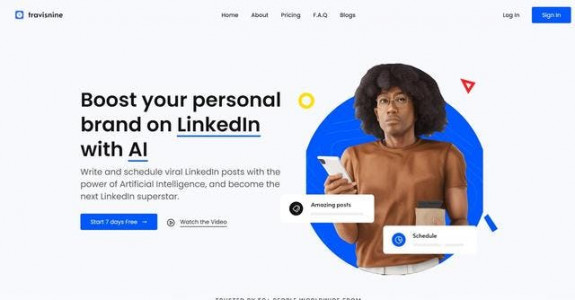 travisnine
Home About Pricing F.A.Q Blogs
Log In Sign In
Boost your personal
brand on LinkedIn
with AI
Write and schedule viral LinkedIn posts with the
power of Artificial Intelligence, and become the
next LinkedIn superstar.
Start 7 days Free → Watch the Video
Amazing posts
Schedule